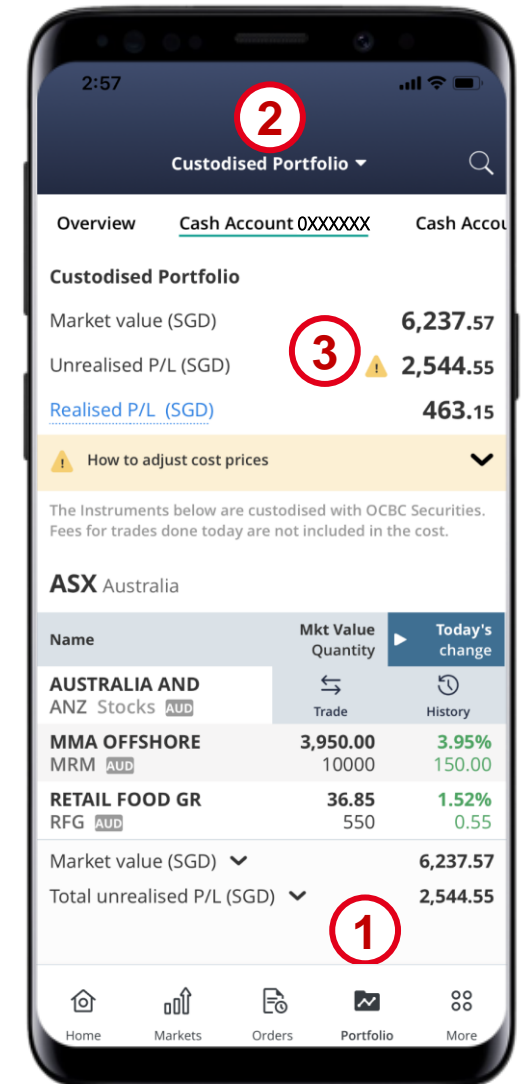 2:57
2
Custodised Portfolio
Overview Cash Account 0XXXXXX Cash Accou
Custodised Portfolio
Market value (SGD) 6,237.57
3
Unrealised P/L (SGD) 2,544.55
Realised P/L (SGD) 463.15
How to adjust cost prices
The Instruments below are custodised with OCBC Securities.
Fees for trades done today are not included in the cost.
ASX Australia
Name Mkt Value Quantity Today's change
AUSTRALIA AND
ANZ Stocks AUD Trade History
MMA OFFSHORE 3,950.00 3.95%
MRM AUD 10000 150.00
RETAIL FOOD GR 36.85 1.52%
RFG AUD 550 0.55
Market value (SGD) 6,237.57
Total unrealised P/L (SGD) 2,544.55
1
Home Markets Orders Portfolio More